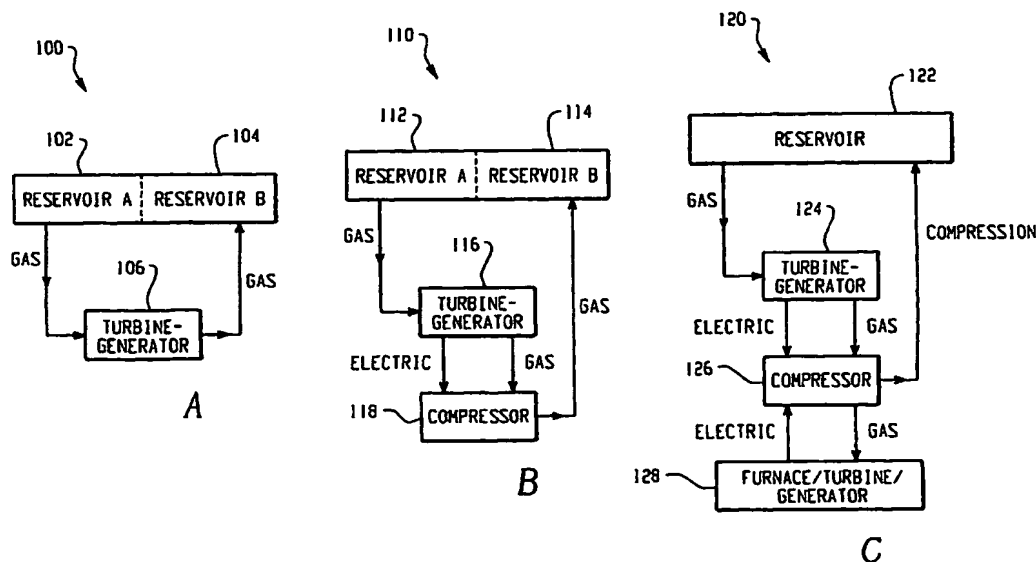 100
102
104
RESERVOIR A
RESERVOIR B
GAS
GAS
106
TURBINE-
GENERATOR
A
110
112
114
RESERVOIR A
RESERVOIR B
GAS
116
TURBINE-
GENERATOR
GAS
ELECTRIC
GAS
118
COMPRESSOR
B
120
122
RESERVOIR
GAS
124
COMPRESSION
TURBINE-
GENERATOR
ELECTRIC
GAS
126
COMPRESSOR
ELECTRIC
GAS
128
FURNACE/TURBINE/
GENERATOR
C